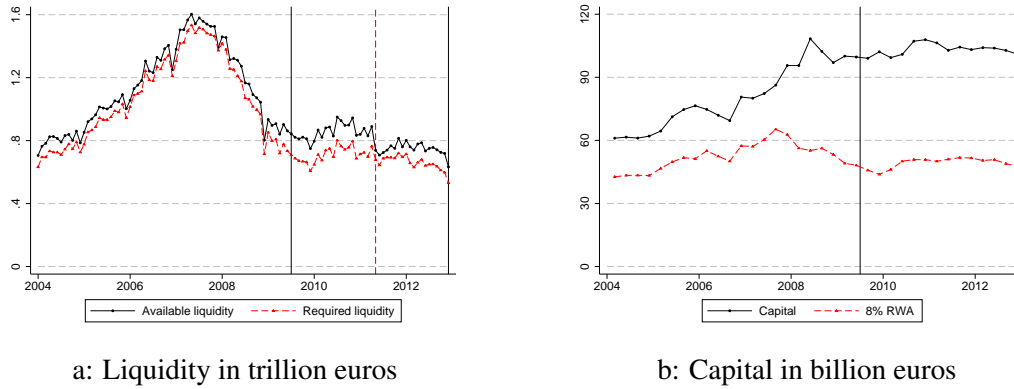 1.6
1.2
.8
.4
0
2004 2006 2008 2010 2012
Available liquidity Required liquidity
a: Liquidity in trillion euros
120
90
60
30
0
2004 2006 2008 2010 2012
Capital 8% RWA
b: Capital in billion euros